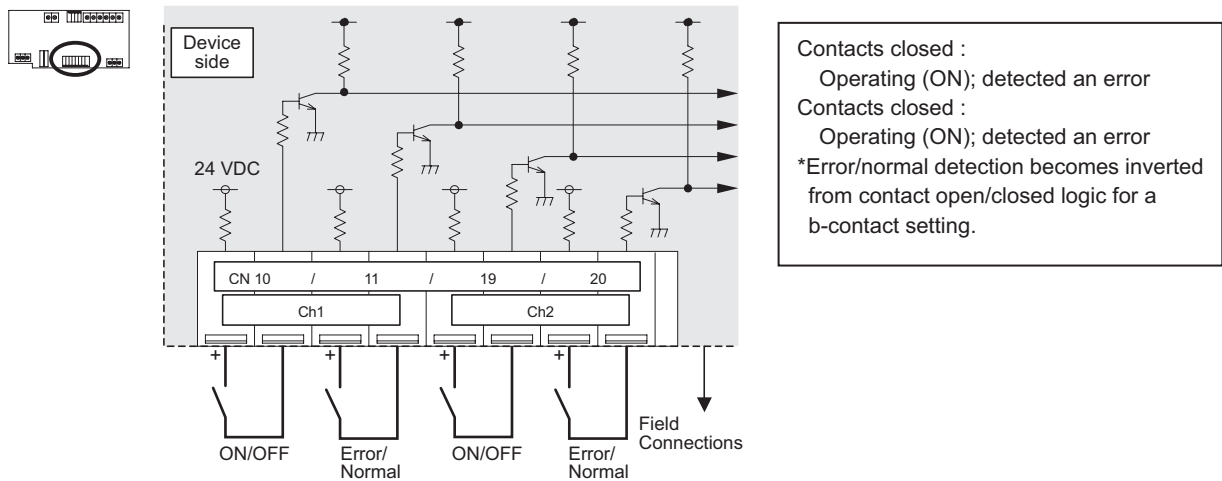 Device
side
24 VDC
CN 10 / 11 / 19 / 20
Ch1 Ch2
+ + + +
ON/OFF
Error/
Normal
ON/OFF
Error/
Normal
Field
Connections
Contacts closed :
Operating (ON); detected an error
Contacts closed :
Operating (ON); detected an error
*Error/normal detection becomes inverted
from contact open/closed logic for a
b-contact setting.